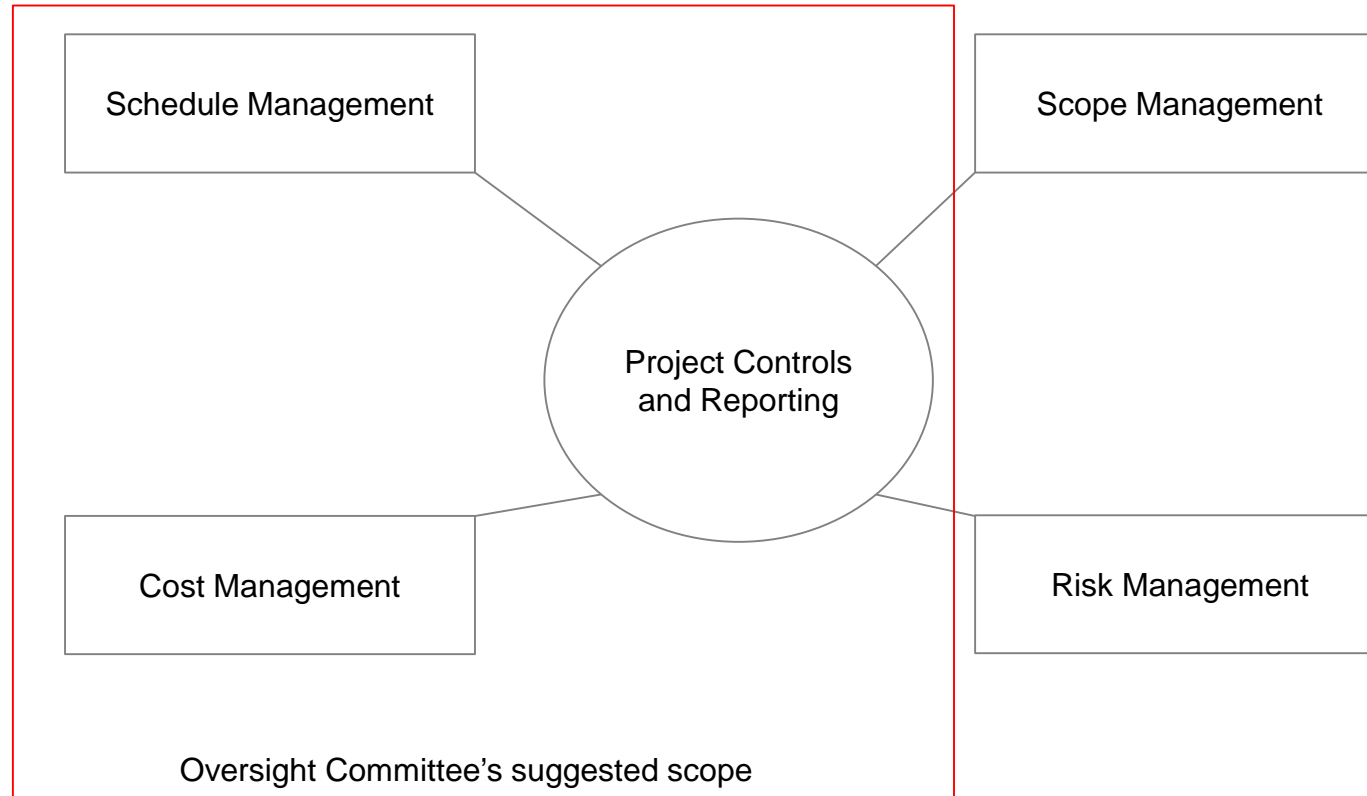 Schedule Management
Scope Management
Project Controls
and Reporting
Cost Management
Risk Management
Oversight Committee’s suggested scope